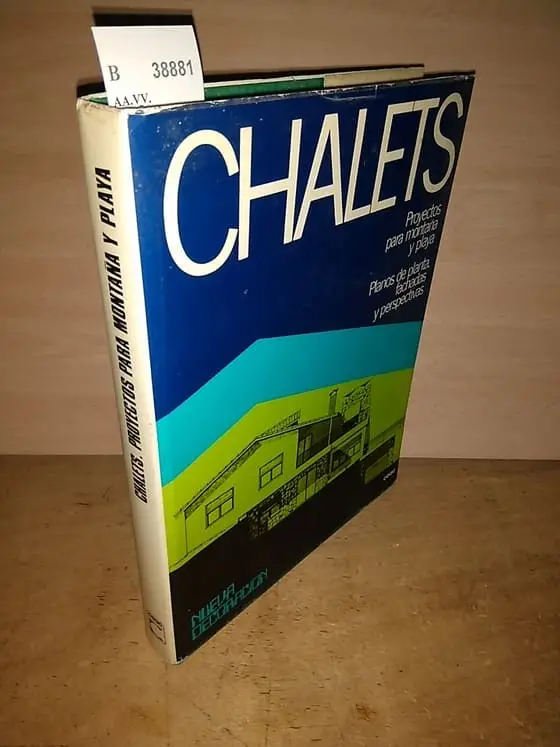 B 38881
AA.VV.
CHALETS
Proyectos
para montaña
y playa
Planos de planta,
fachadas
y perspectivas
NUEVA
DECORACION
CHALETS. PROYECTOS PARA MONTAÑA Y PLAYA